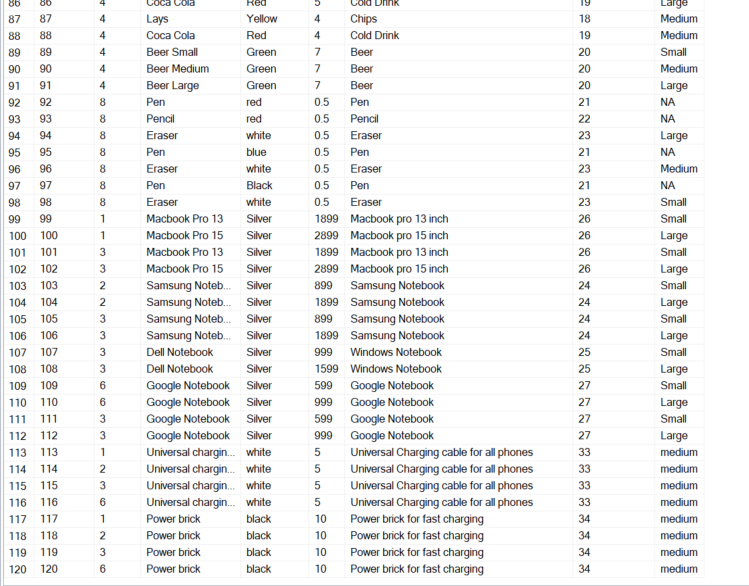 86 86 4 Coca Cola Red 5 Cold Drink 19 Large
87 87 4 Lays Yellow 4 Chips 18 Medium
88 88 4 Coca Cola Red 4 Cold Drink 19 Medium
89 89 4 Beer Small Green 7 Beer 20 Small
90 90 4 Beer Medium Green 7 Beer 20 Medium
91 91 4 Beer Large Green 7 Beer 20 Large
92 92 8 Pen red 0.5 Pen 21 NA
93 93 8 Pencil red 0.5 Pencil 22 NA
94 94 8 Eraser white 0.5 Eraser 23 Large
95 95 8 Pen blue 0.5 Pen 21 NA
96 96 8 Eraser white 0.5 Eraser 23 Medium
97 97 8 Pen Black 0.5 Pen 21 NA
98 98 8 Eraser white 0.5 Eraser 23 Small
99 99 1 Macbook Pro 13 Silver 1899 Macbook pro 13 inch 26 Small
100 100 1 Macbook Pro 15 Silver 2899 Macbook pro 15 inch 26 Large
101 101 3 Macbook Pro 13 Silver 1899 Macbook pro 13 inch 26 Small
102 102 3 Macbook Pro 15 Silver 2899 Macbook pro 15 inch 26 Large
103 103 2 Samsung Noteb... Silver 899 Samsung Notebook 24 Small
104 104 2 Samsung Noteb... Silver 1899 Samsung Notebook 24 Large
105 105 3 Samsung Noteb... Silver 899 Samsung Notebook 24 Small
106 106 3 Samsung Noteb... Silver 1899 Samsung Notebook 24 Large
107 107 3 Dell Notebook Silver 999 Windows Notebook 25 Small
108 108 3 Dell Notebook Silver 1599 Windows Notebook 25 Large
109 109 6 Google Notebook Silver 599 Google Notebook 27 Small
110 110 6 Google Notebook Silver 999 Google Notebook 27 Large
111 111 3 Google Notebook Silver 599 Google Notebook 27 Small
112 112 3 Google Notebook Silver 999 Google Notebook 27 Large
113 113 1 Universal chargin... white 5 Universal Charging cable for all phones 33 medium
114 114 2 Universal chargin... white 5 Universal Charging cable for all phones 33 medium
115 115 3 Universal chargin... white 5 Universal Charging cable for all phones 33 medium
116 116 6 Universal chargin... white 5 Universal Charging cable for all phones 33 medium
117 117 1 Power brick black 10 Power brick for fast charging 34 medium
118 118 2 Power brick black 10 Power brick for fast charging 34 medium
119 119 3 Power brick black 10 Power brick for fast charging 34 medium
120 120 6 Power brick black 10 Power brick for fast charging 34 medium